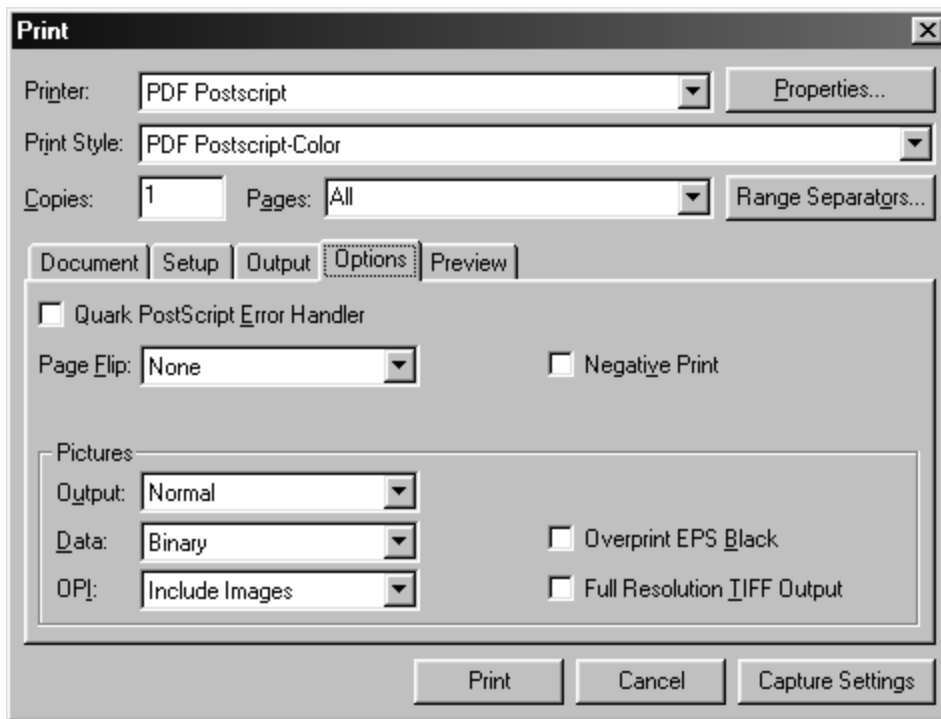 Print
Printer: PDF Postscript Properties...
Print Style: PDF Postscript-Color
Copies: 1 Pages: All Range Separators...
Document Setup Output Options Preview
Quark PostScript Error Handler
Page Flip: None Negative Print
Pictures
Output: Normal
Data: Binary Overprint EPS Black
OPI: Include Images Full Resolution TIFF Output
Print Cancel Capture Settings